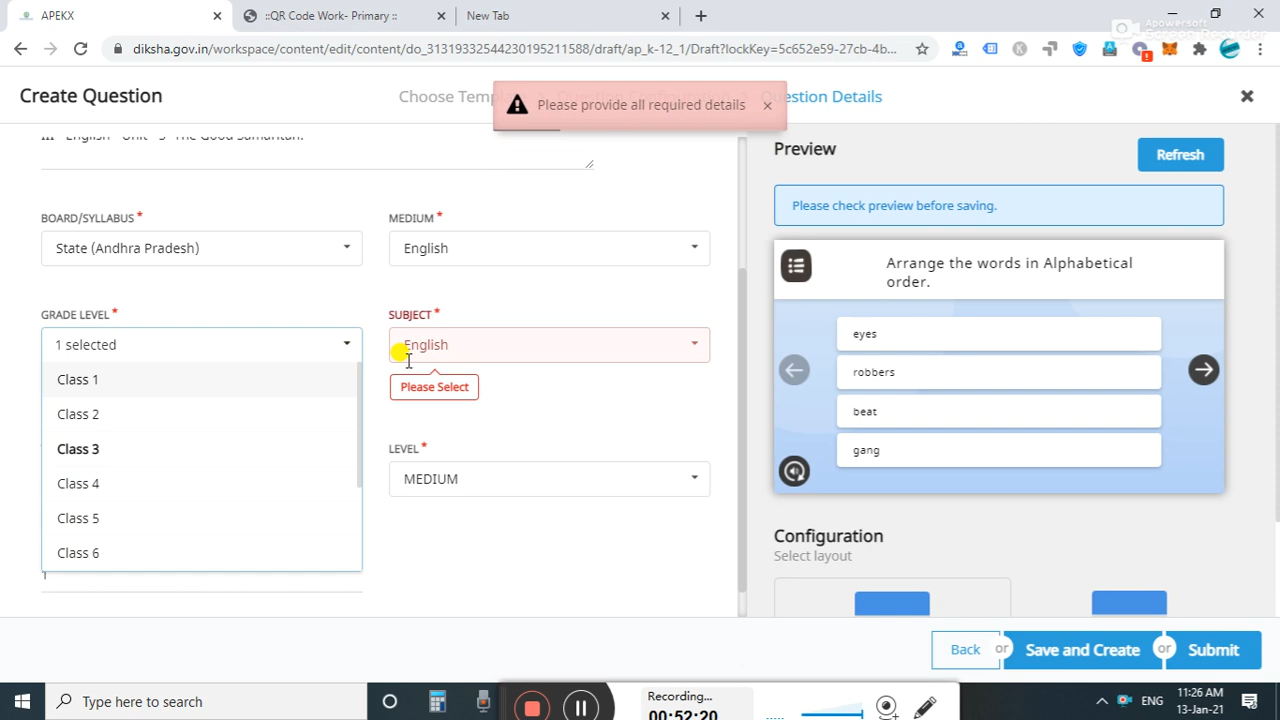 APEKX
::QR Code Work- Primary ::
New Tab
Apowersoft
Screen Recorder
diksha.gov.in/workspace/content/edit/content/do_31319332544230195211588/draft/ap_k-12_1/Draft?lockKey=5c652e59-27cb-4b...
Create Question
Question Details
Please provide all required details
III - English - Unit - 5 -The Good Samaritan.
BOARD/SYLLABUS *
MEDIUM *
State (Andhra Pradesh)
English
GRADE LEVEL *
SUBJECT *
1 selected
English
Please Select
Class 1
Class 2
Class 3
Class 4
Class 5
Class 6
LEVEL *
MEDIUM
Preview
Refresh
Please check preview before saving.
Arrange the words in Alphabetical
order.
eyes
robbers
beat
gang
Configuration
Select layout
Back
or
Save and Create
or
Submit
Type here to search
Recording...
00:52:20
ENG
11:26 AM
13-Jan-21